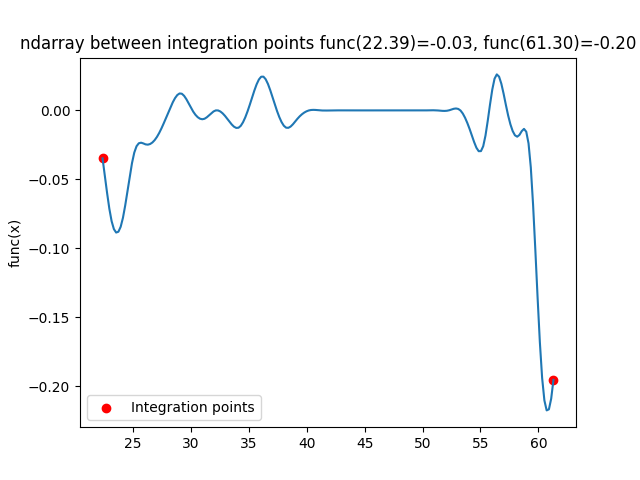 ndarray between integration points func(22.39)=-0.03, func(61.30)=-0.20
0.00
−0.05
−0.10
−0.15
−0.20
func(x)
Integration points
25 30 35 40 45 50 55 60